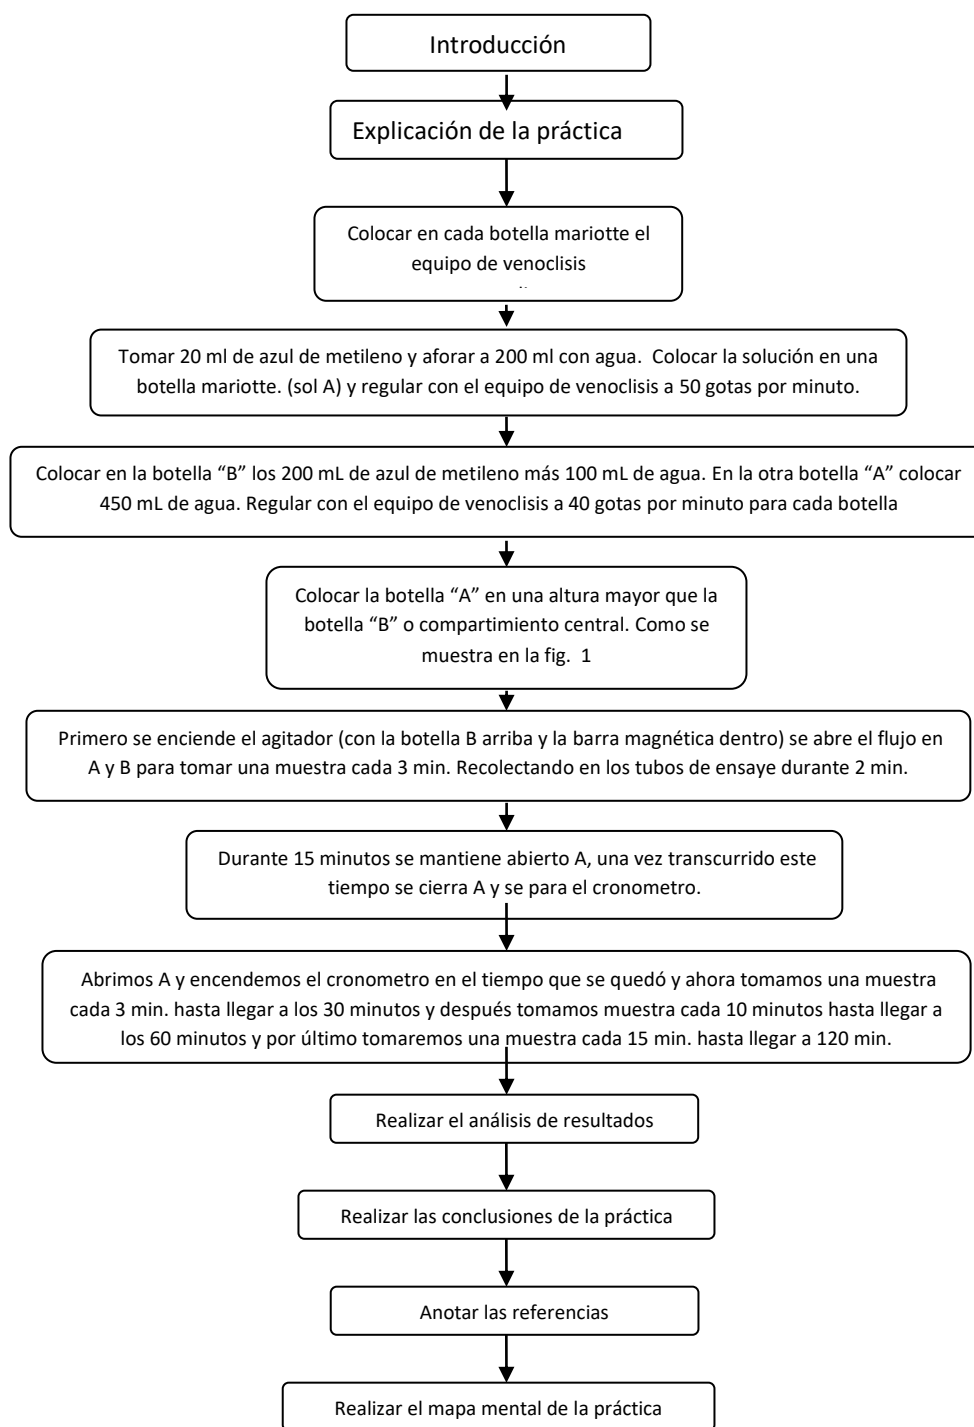 Introducción
Explicación de la práctica
Colocar en cada botella mariotte el
equipo de venoclisis
Tomar 20 ml de azul de metileno y aforar a 200 ml con agua. Colocar la solución en una
botella mariotte. (sol A) y regular con el equipo de venoclisis a 50 gotas por minuto.
Colocar en la botella “B” los 200 mL de azul de metileno más 100 mL de agua. En la otra botella “A” colocar
450 mL de agua. Regular con el equipo de venoclisis a 40 gotas por minuto para cada botella
Colocar la botella “A” en una altura mayor que la
botella “B” o compartimiento central. Como se
muestra en la fig. 1
Primero se enciende el agitador (con la botella B arriba y la barra magnética dentro) se abre el flujo en
A y B para tomar una muestra cada 3 min. Recolectando en los tubos de ensaye durante 2 min.
Durante 15 minutos se mantiene abierto A, una vez transcurrido este
tiempo se cierra A y se para el cronometro.
Abrimos A y encendemos el cronometro en el tiempo que se quedó y ahora tomamos una muestra
cada 3 min. hasta llegar a los 30 minutos y después tomamos muestra cada 10 minutos hasta llegar a
los 60 minutos y por último tomaremos una muestra cada 15 min. hasta llegar a 120 min.
Realizar el análisis de resultados
Realizar las conclusiones de la práctica
Anotar las referencias
Realizar el mapa mental de la práctica